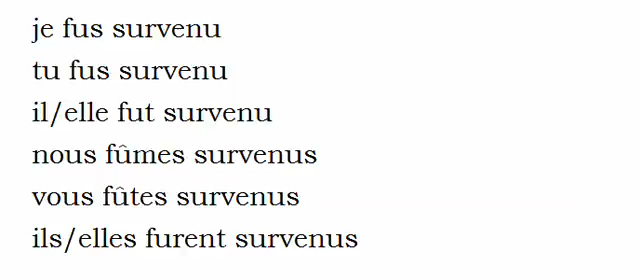 je fus survenu
tu fus survenu
il/elle fut survenu
nous fûmes survenus
vous fûtes survenus
ils/elles furent survenus